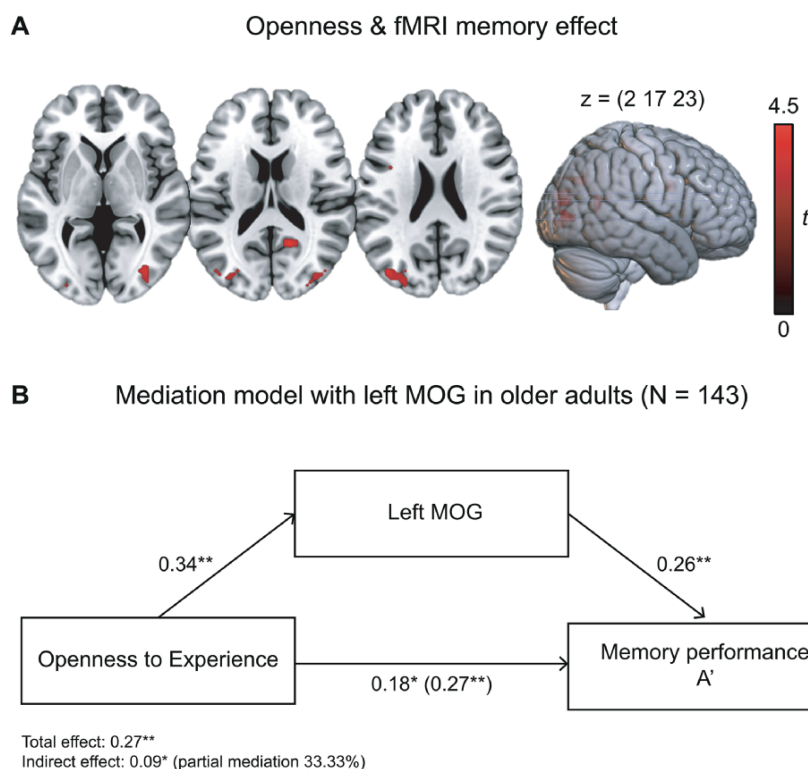 A
Openness & fMRI memory effect
z = (2 17 23)
4.5
t
0
B
Mediation model with left MOG in older adults (N = 143)
Left MOG
0.34**
0.26**
Openness to Experience
0.18* (0.27**)
Memory performance
A'
Total effect: 0.27**
Indirect effect: 0.09* (partial mediation 33.33%)